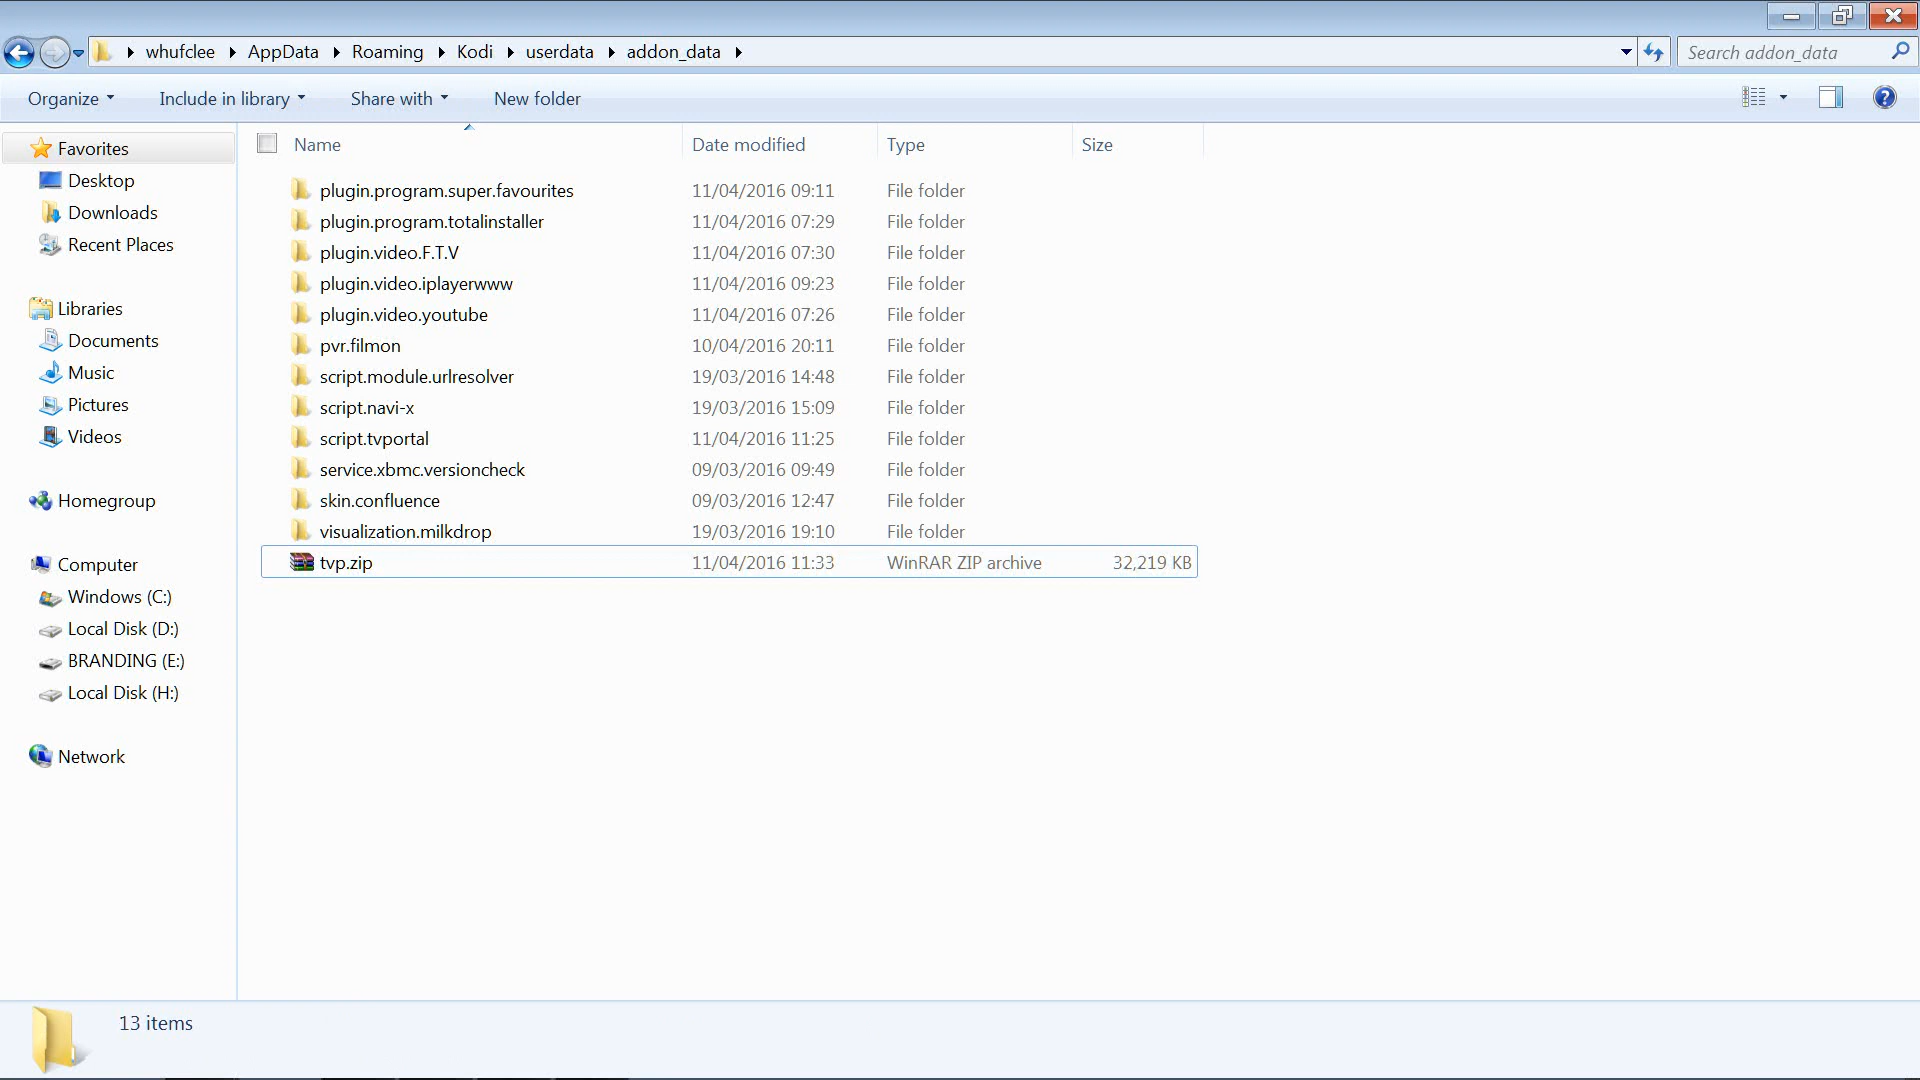 whufclee AppData Roaming Kodi userdata addon_data Search addon_data
Organize Include in library Share with New folder
Favorites
Desktop
Downloads
Recent Places
Libraries
Documents
Music
Pictures
Videos
Homegroup
Computer
Windows (C:)
Local Disk (D:)
BRANDING (E:)
Local Disk (H:)
Network
Name Date modified Type Size
plugin.program.super.favourites 11/04/2016 09:11 File folder
plugin.program.totalinstaller 11/04/2016 07:29 File folder
plugin.video.F.T.V 11/04/2016 07:30 File folder
plugin.video.iplayerwww 11/04/2016 09:23 File folder
plugin.video.youtube 11/04/2016 07:26 File folder
pvr.filmon 10/04/2016 20:11 File folder
script.module.urlresolver 19/03/2016 14:48 File folder
script.navi-x 19/03/2016 15:09 File folder
script.tvportal 11/04/2016 11:25 File folder
service.xbmc.versioncheck 09/03/2016 09:49 File folder
skin.confluence 09/03/2016 12:47 File folder
visualization.milkdrop 19/03/2016 19:10 File folder
tvp.zip 11/04/2016 11:33 WinRAR ZIP archive 32,219 KB
13 items